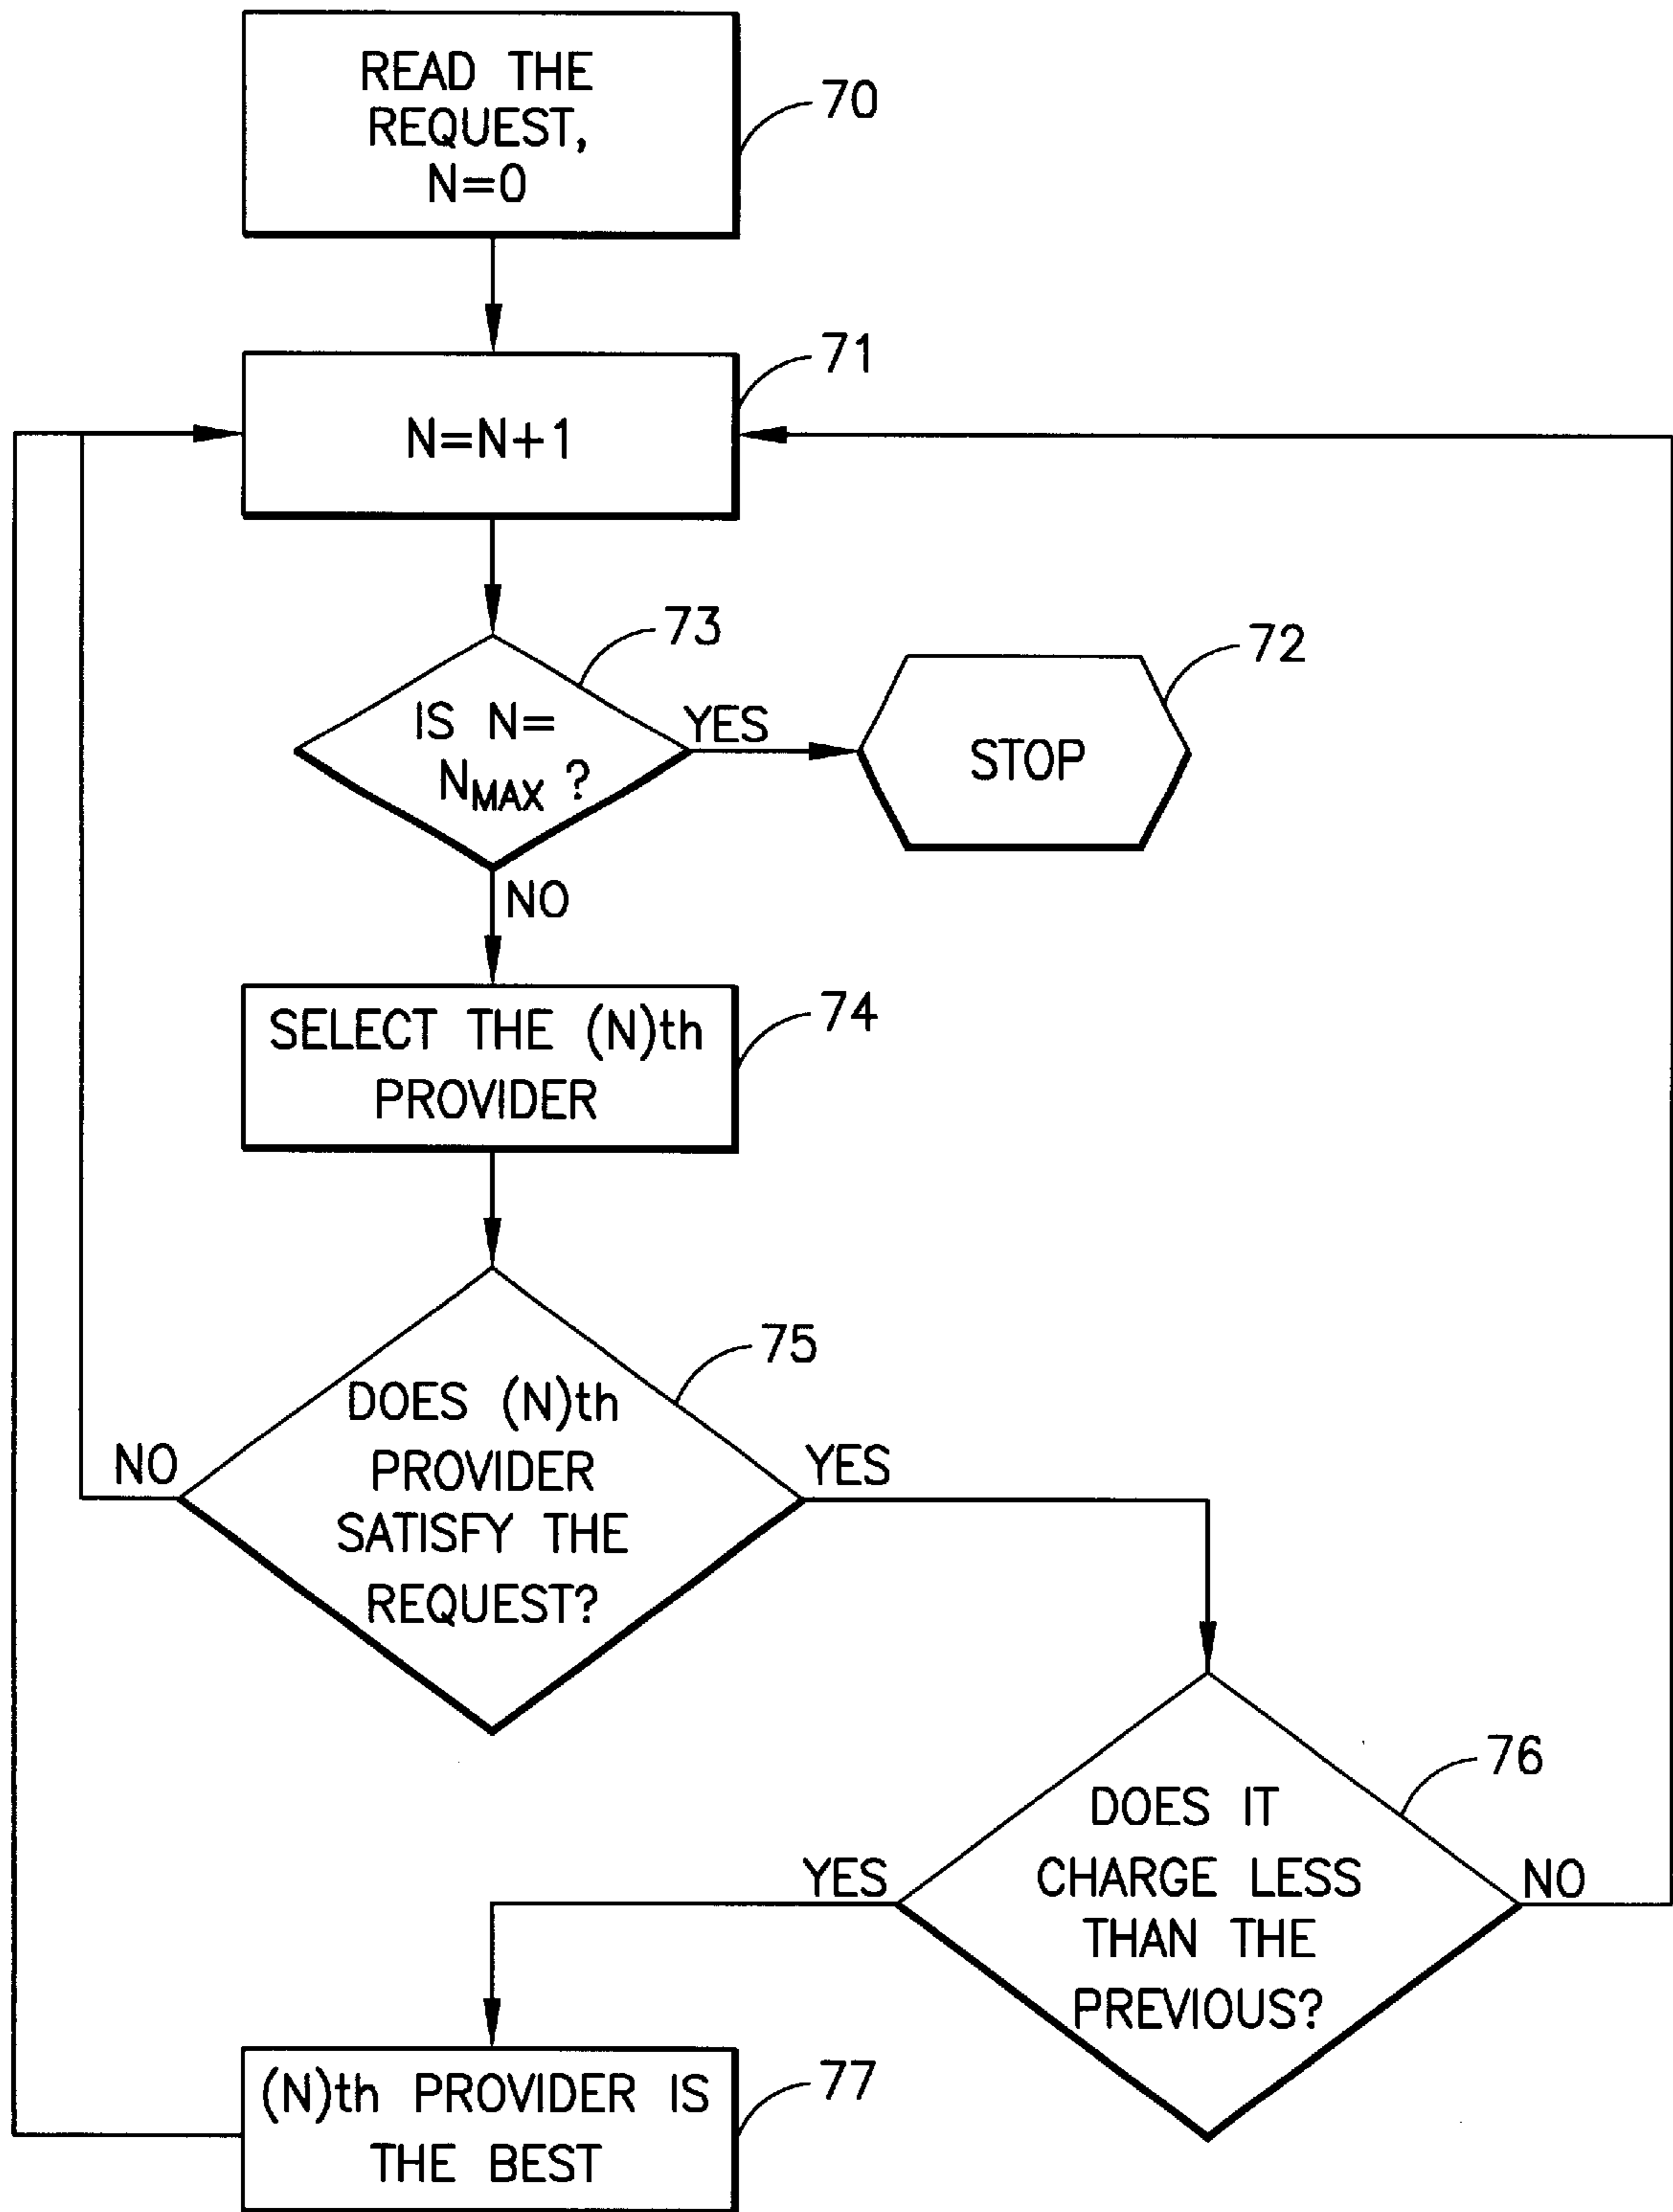 READ THE
REQUEST,
N=0
70
71
N=N+1
73
72
IS N=
NMAX ?
YES
STOP
NO
SELECT THE (N)th
PROVIDER
74
75
DOES (N)th
PROVIDER
SATISFY THE
REQUEST?
NO
YES
76
DOES IT
CHARGE LESS
THAN THE
PREVIOUS?
YES
NO
(N)th PROVIDER IS
THE BEST
77